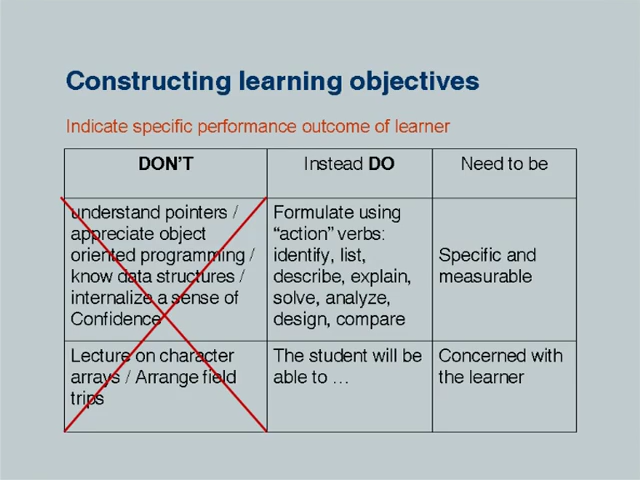 Constructing learning objectives
Indicate specific performance outcome of learner
DON'T
Instead DO
Need to be
understand pointers /
appreciate object
oriented programming /
know data structures /
internalize a sense of
Confidence
Formulate using
“action” verbs:
identify, list,
describe, explain,
solve, analyze,
design, compare
Specific and
measurable
Lecture on character
arrays / Arrange field
trips
The student will be
able to …
Concerned with
the learner